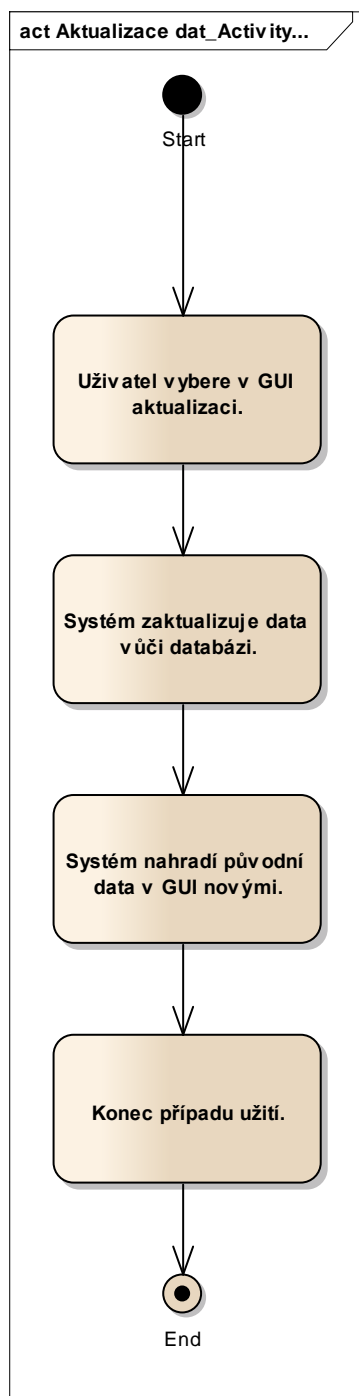 act Aktualizace dat_Activity...
Start
Uživatel vybere v GUI
aktualizaci.
Systém zaktualizuje data
vůči databázi.
Systém nahradí původní
data v GUI novými.
Konec případu užití.
End